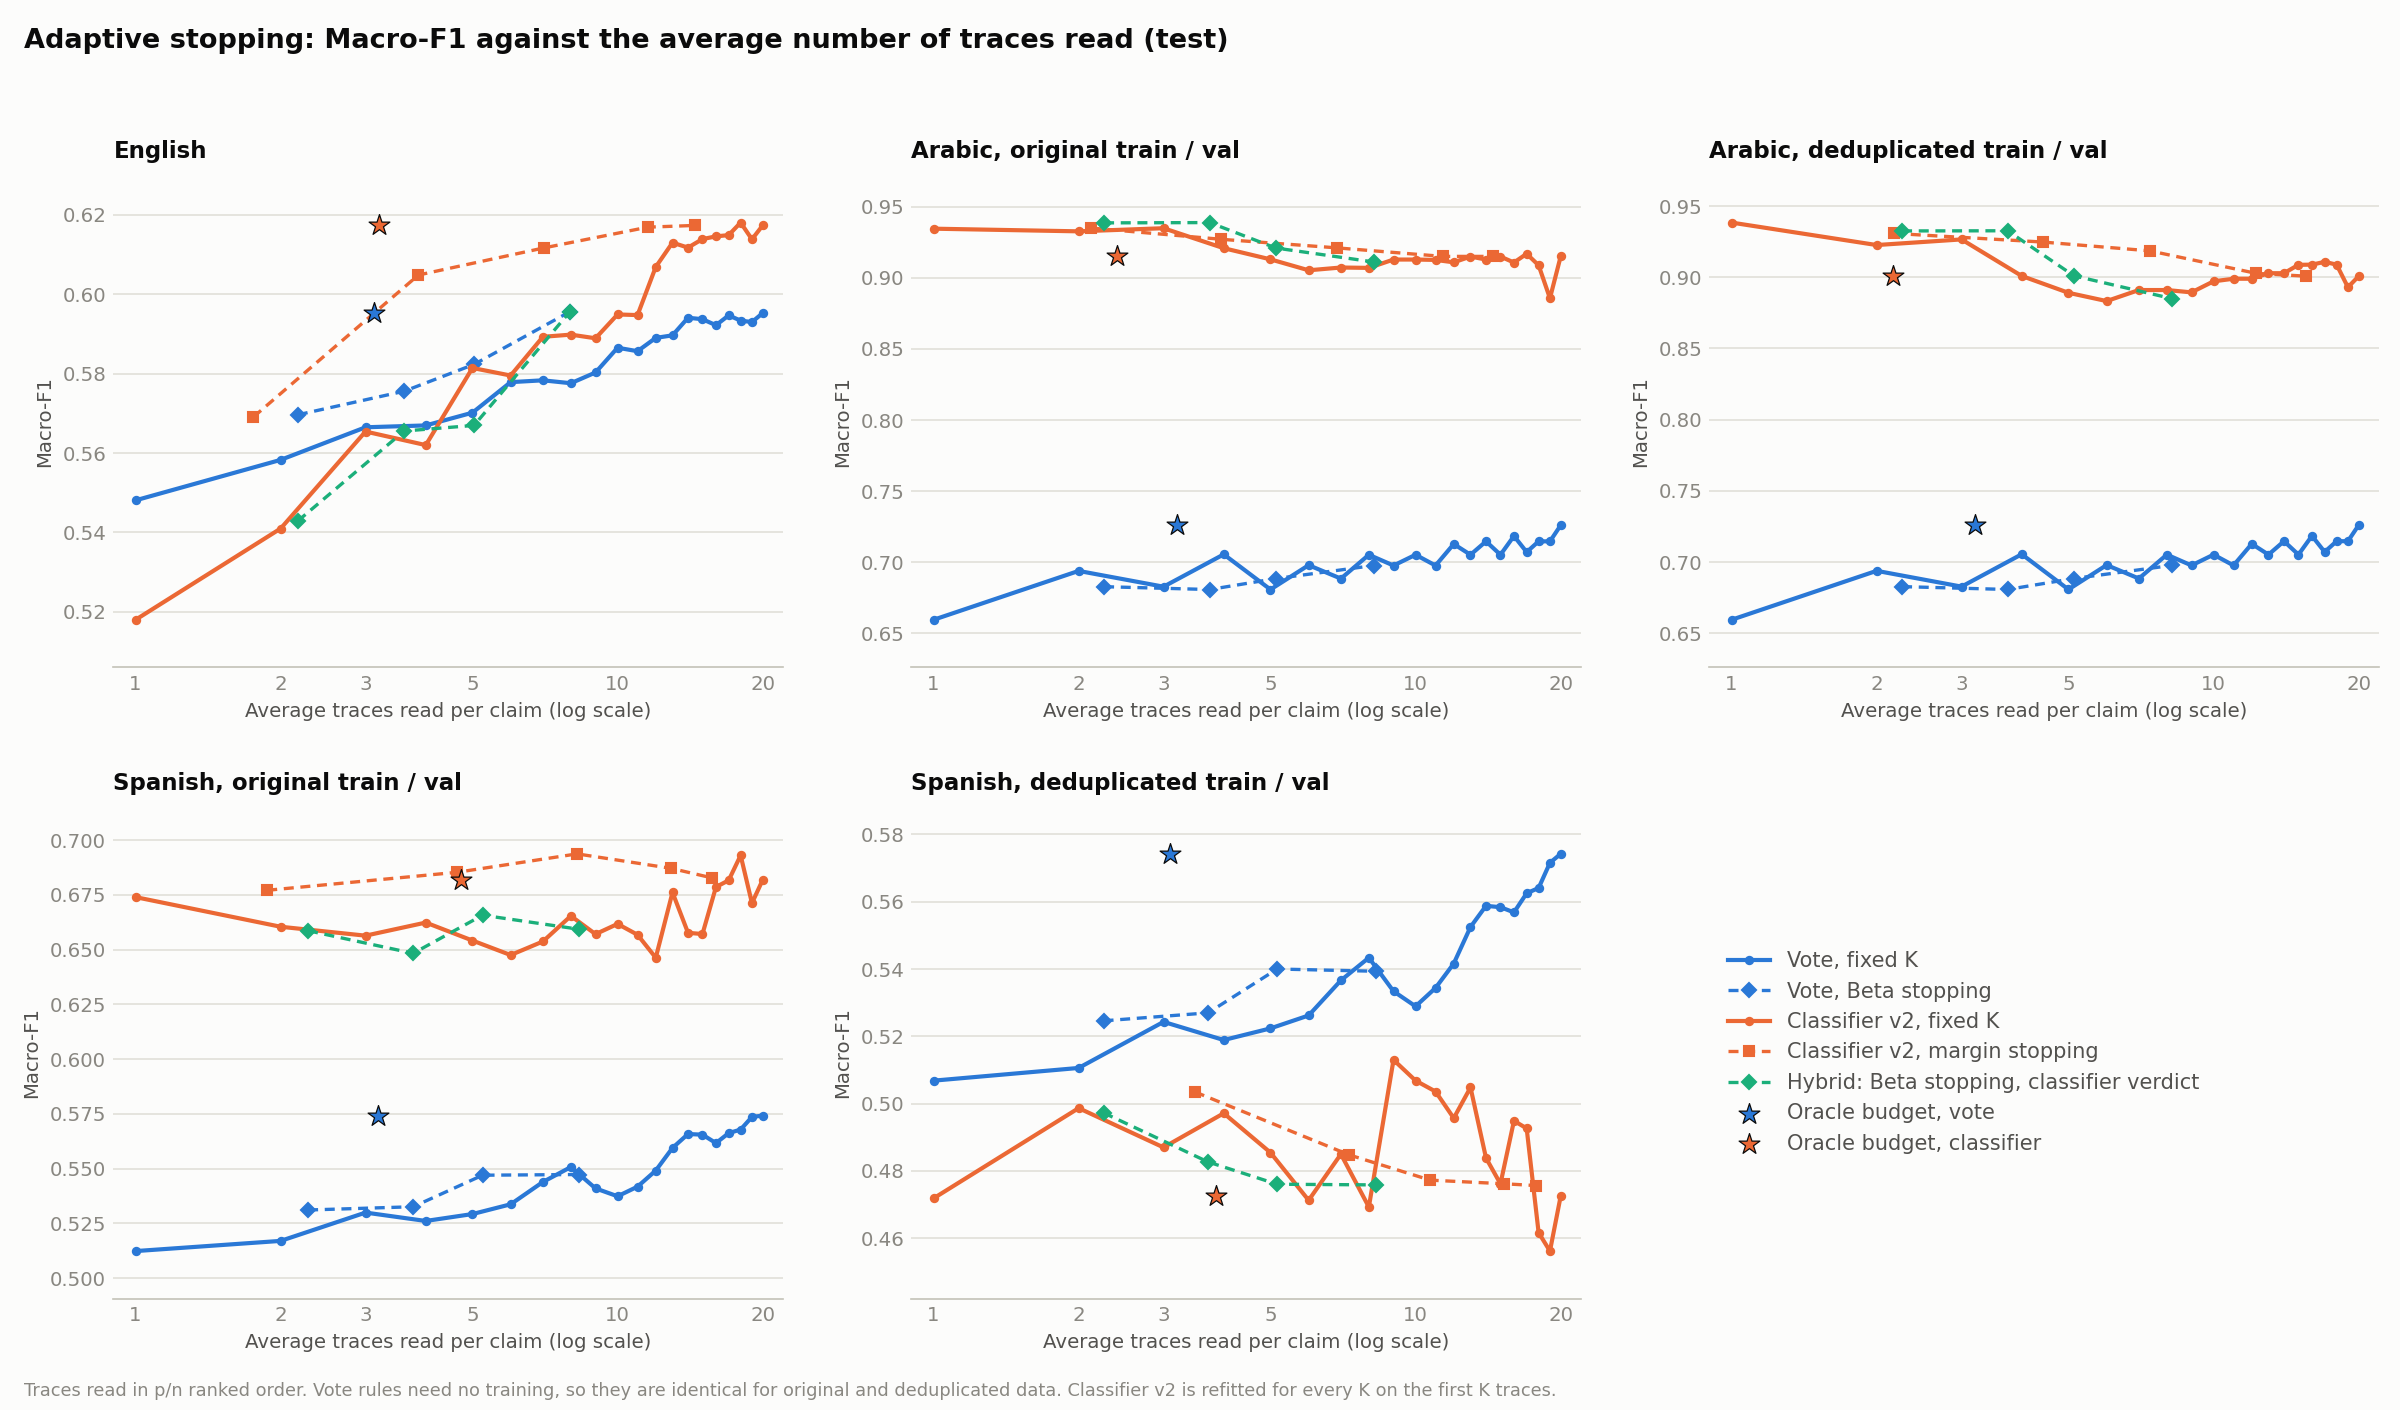 Adaptive stopping: Macro-F1 against the average number of traces read (test)
English
Macro-F1
0.62
0.60
0.58
0.56
0.54
0.52
1 2 3 5 10 20
Average traces read per claim (log scale)
Arabic, original train / val
Macro-F1
0.95
0.90
0.85
0.80
0.75
0.70
0.65
1 2 3 5 10 20
Average traces read per claim (log scale)
Arabic, deduplicated train / val
Macro-F1
0.95
0.90
0.85
0.80
0.75
0.70
0.65
1 2 3 5 10 20
Average traces read per claim (log scale)
Spanish, original train / val
Macro-F1
0.700
0.675
0.650
0.625
0.600
0.575
0.550
0.525
0.500
1 2 3 5 10 20
Average traces read per claim (log scale)
Spanish, deduplicated train / val
Macro-F1
0.58
0.56
0.54
0.52
0.50
0.48
0.46
1 2 3 5 10 20
Average traces read per claim (log scale)
Vote, fixed K
Vote, Beta stopping
Classifier v2, fixed K
Classifier v2, margin stopping
Hybrid: Beta stopping, classifier verdict
Oracle budget, vote
Oracle budget, classifier
Traces read in p/n ranked order. Vote rules need no training, so they are identical for original and deduplicated data. Classifier v2 is refitted for every K on the first K traces.